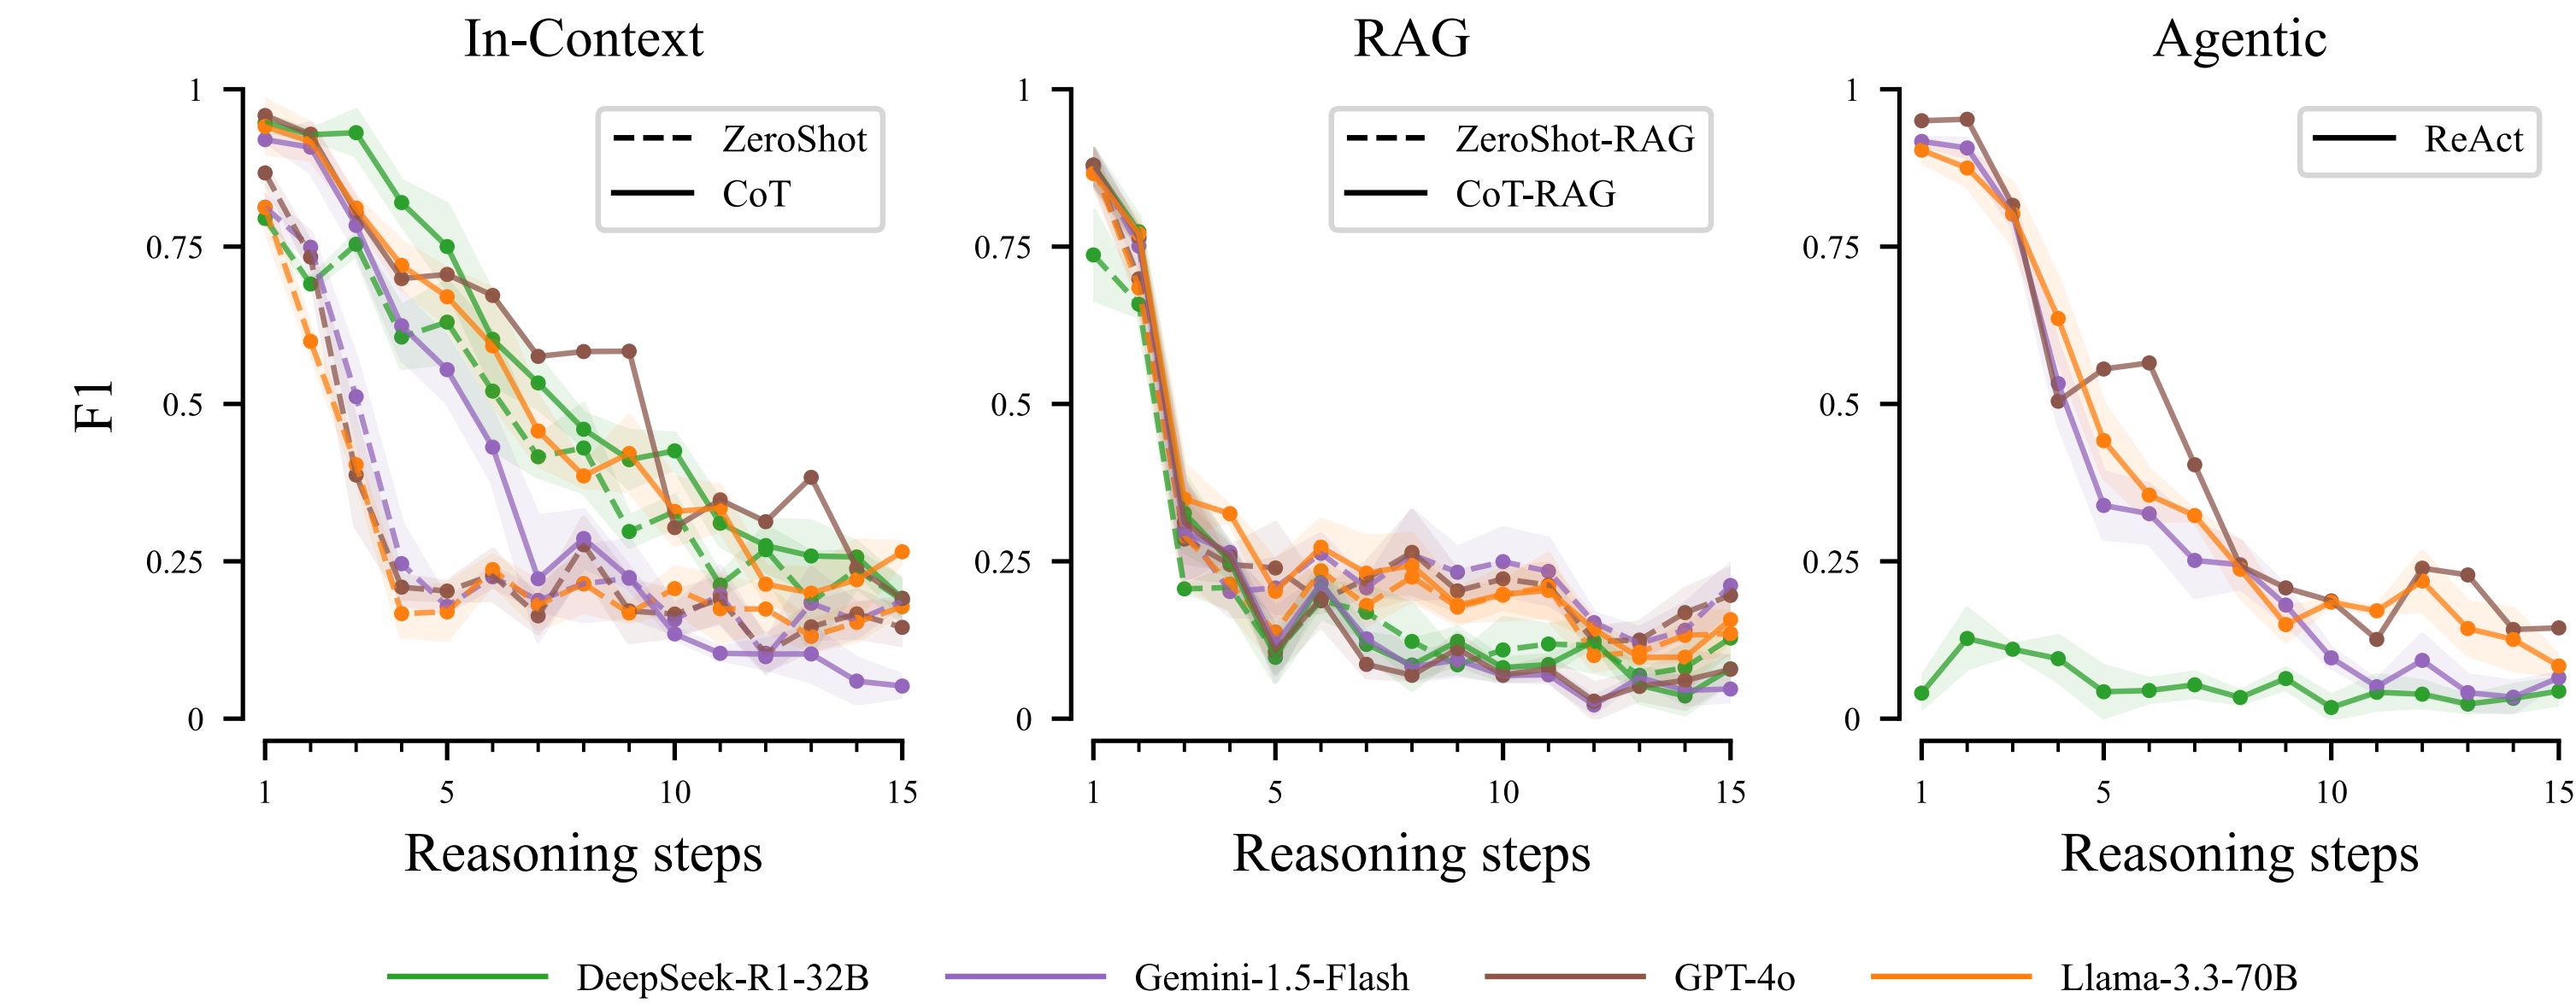 In-Context
RAG
Agentic
F1
1
0.75
0.5
0.25
0
ZeroShot
CoT
1
5
10
15
Reasoning steps
1
0.75
0.5
0.25
0
ZeroShot-RAG
CoT-RAG
1
5
10
15
Reasoning steps
1
0.75
0.5
0.25
0
ReAct
1
5
10
15
Reasoning steps
DeepSeek-R1-32B
Gemini-1.5-Flash
GPT-4o
Llama-3.3-70B